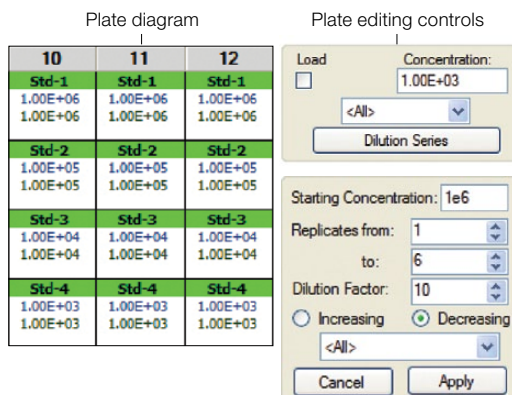 Plate diagram
Plate editing controls
10 11 12
Std-1 Std-1 Std-1
1.00E+06 1.00E+06 1.00E+06
1.00E+06 1.00E+06 1.00E+06
Std-2 Std-2 Std-2
1.00E+05 1.00E+05 1.00E+05
1.00E+05 1.00E+05 1.00E+05
Std-3 Std-3 Std-3
1.00E+04 1.00E+04 1.00E+04
1.00E+04 1.00E+04 1.00E+04
Std-4 Std-4 Std-4
1.00E+03 1.00E+03 1.00E+03
1.00E+03 1.00E+03 1.00E+03
Load Concentration:
1.00E+03
<All>
Dilution Series
Starting Concentration: 1e6
Replicates from: 1
to: 6
Dilution Factor: 10
Increasing Decreasing
<All>
Cancel Apply